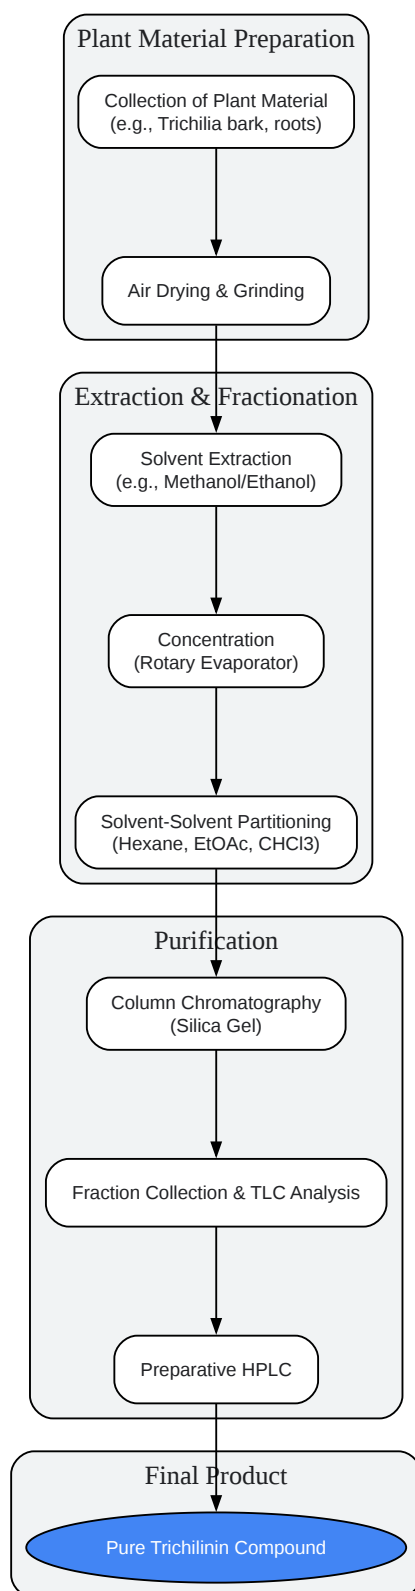 Plant Material Preparation
Collection of Plant Material
(e.g., Trichilia bark, roots)
Air Drying & Grinding
Extraction & Fractionation
Solvent Extraction
(e.g., Methanol/Ethanol)
Concentration
(Rotary Evaporator)
Solvent-Solvent Partitioning
(Hexane, EtOAc, CHCl3)
Purification
Column Chromatography
(Silica Gel)
Fraction Collection & TLC Analysis
Preparative HPLC
Final Product
Pure Trichilinin Compound